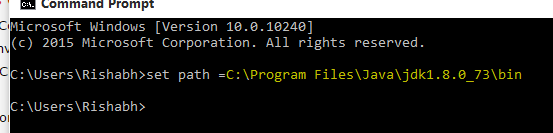 Command Prompt
Microsoft Windows [Version 10.0.10240]
(c) 2015 Microsoft Corporation. All rights reserved.
C:\Users\Rishabh>set path =C:\Program Files\Java\jdk1.8.0_73\bin
C:\Users\Rishabh>